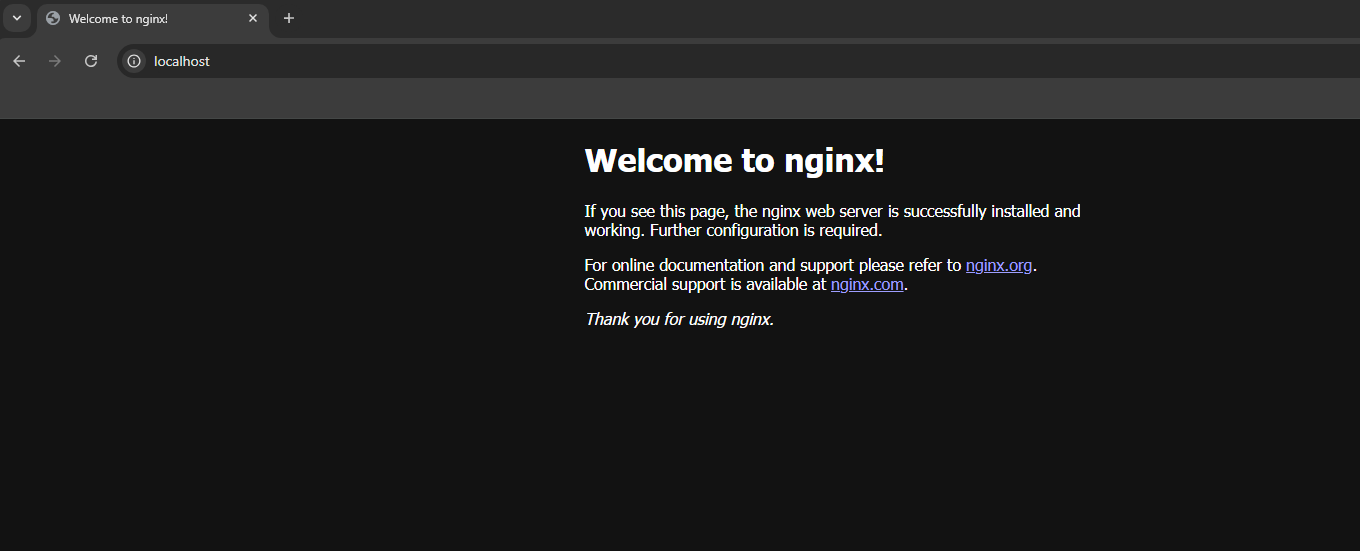 Welcome to nginx!
localhost
Welcome to nginx!
If you see this page, the nginx web server is successfully installed and
working. Further configuration is required.
For online documentation and support please refer to nginx.org.
Commercial support is available at nginx.com.
Thank you for using nginx.